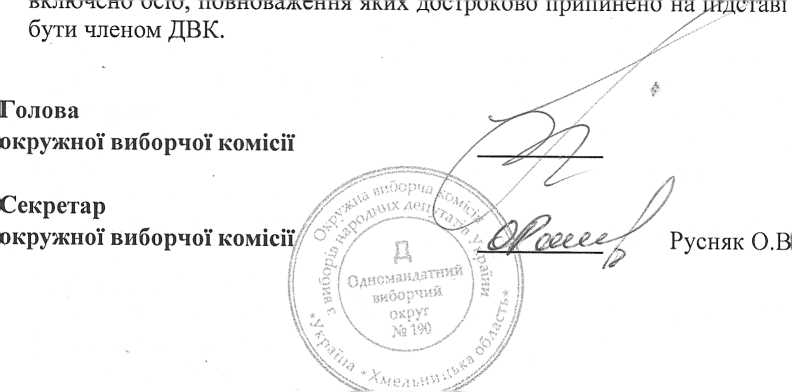 включено осіб, повноваження яких достроково припинено на підставі
бути членом ДВК.
Голова
окружної виборчої комісії
Секретар
окружної виборчої комісії
Русняк О.В
Окружна виборча комісія
з виборів народних депутатів України
Д
Одномандатний
виборчий
округ
№ 190
*Україна * Хмельницька область*